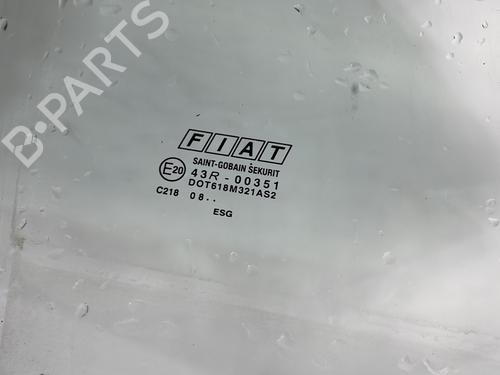 B-PARTS
FIAT
SAINT-GOBAIN SEKURIT
E20 43R - 00351
DOT618M321AS2
C218 08..
ESG